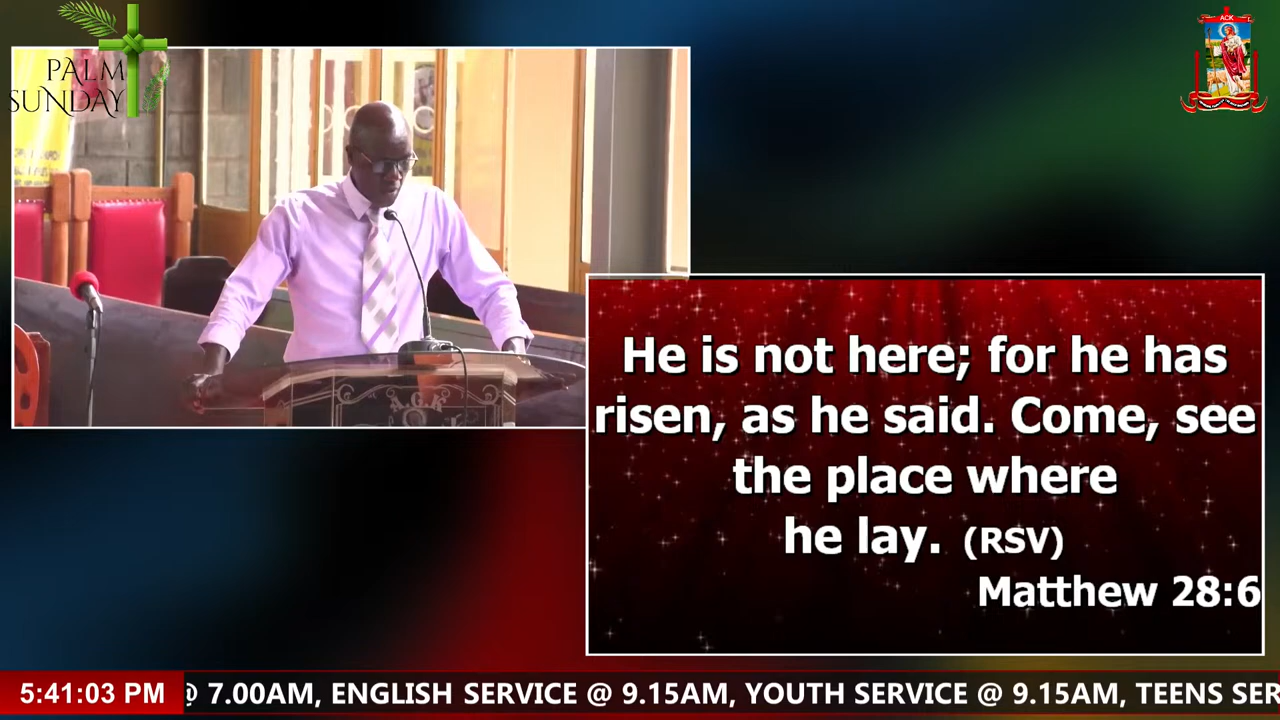 PALM
SUNDAY
ACK
A.C.K
He is not here; for he has
risen, as he said. Come, see
the place where
he lay. (RSV)
Matthew 28:6
5:41:03 PM
@ 7.00AM, ENGLISH SERVICE @ 9.15AM, YOUTH SERVICE @ 9.15AM, TEENS SER